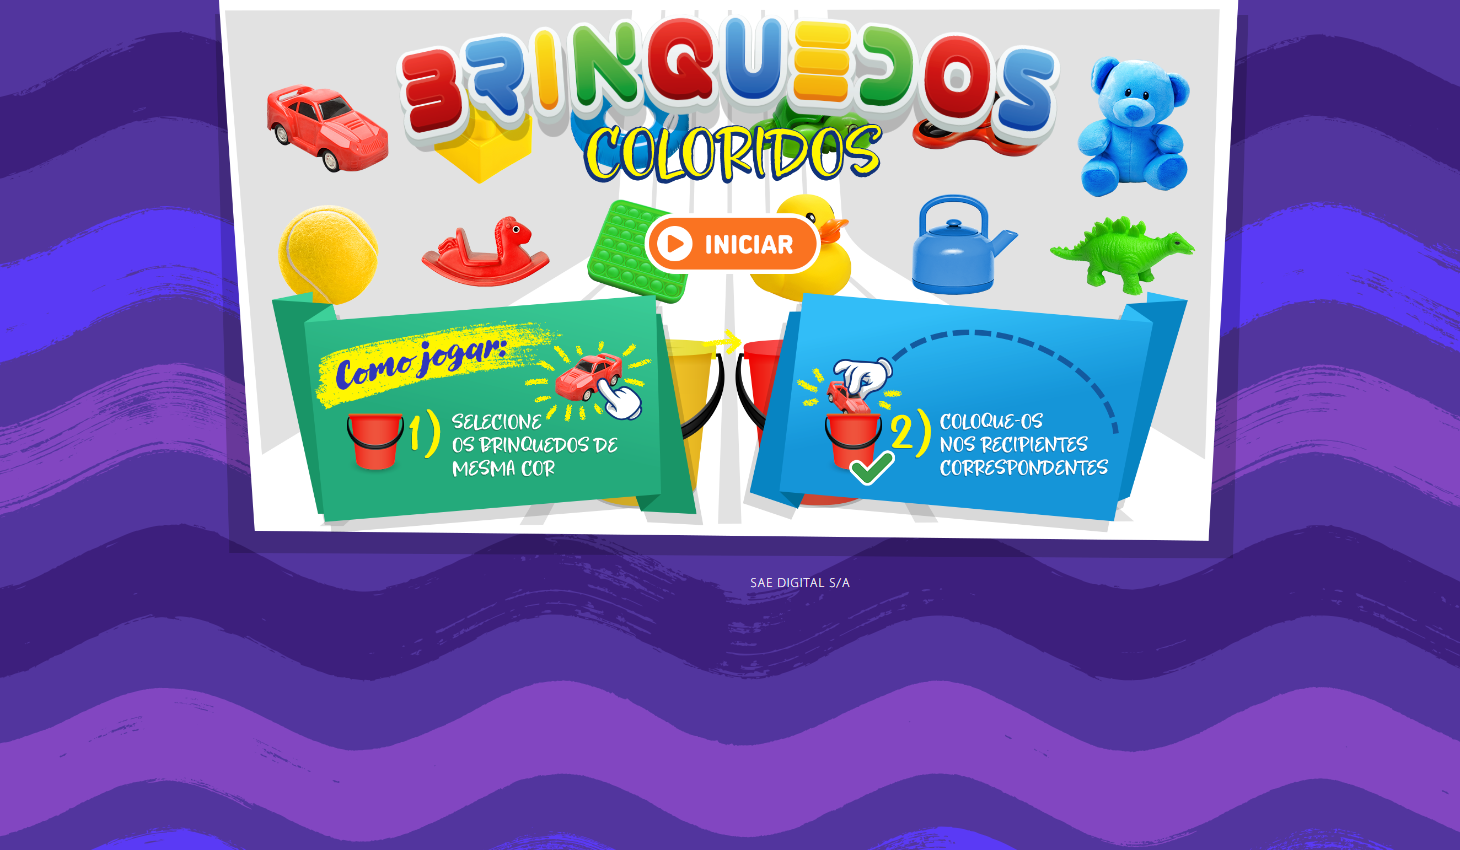 BRINQUEDOS
COLORIDOS
INICIAR
Como jogar:
1) SELECIONE
OS BRINQUEDOS DE
MESMA COR
2) COLOQUE-OS
NOS RECIPIENTES
CORRESPONDENTES
SAE DIGITAL S/A